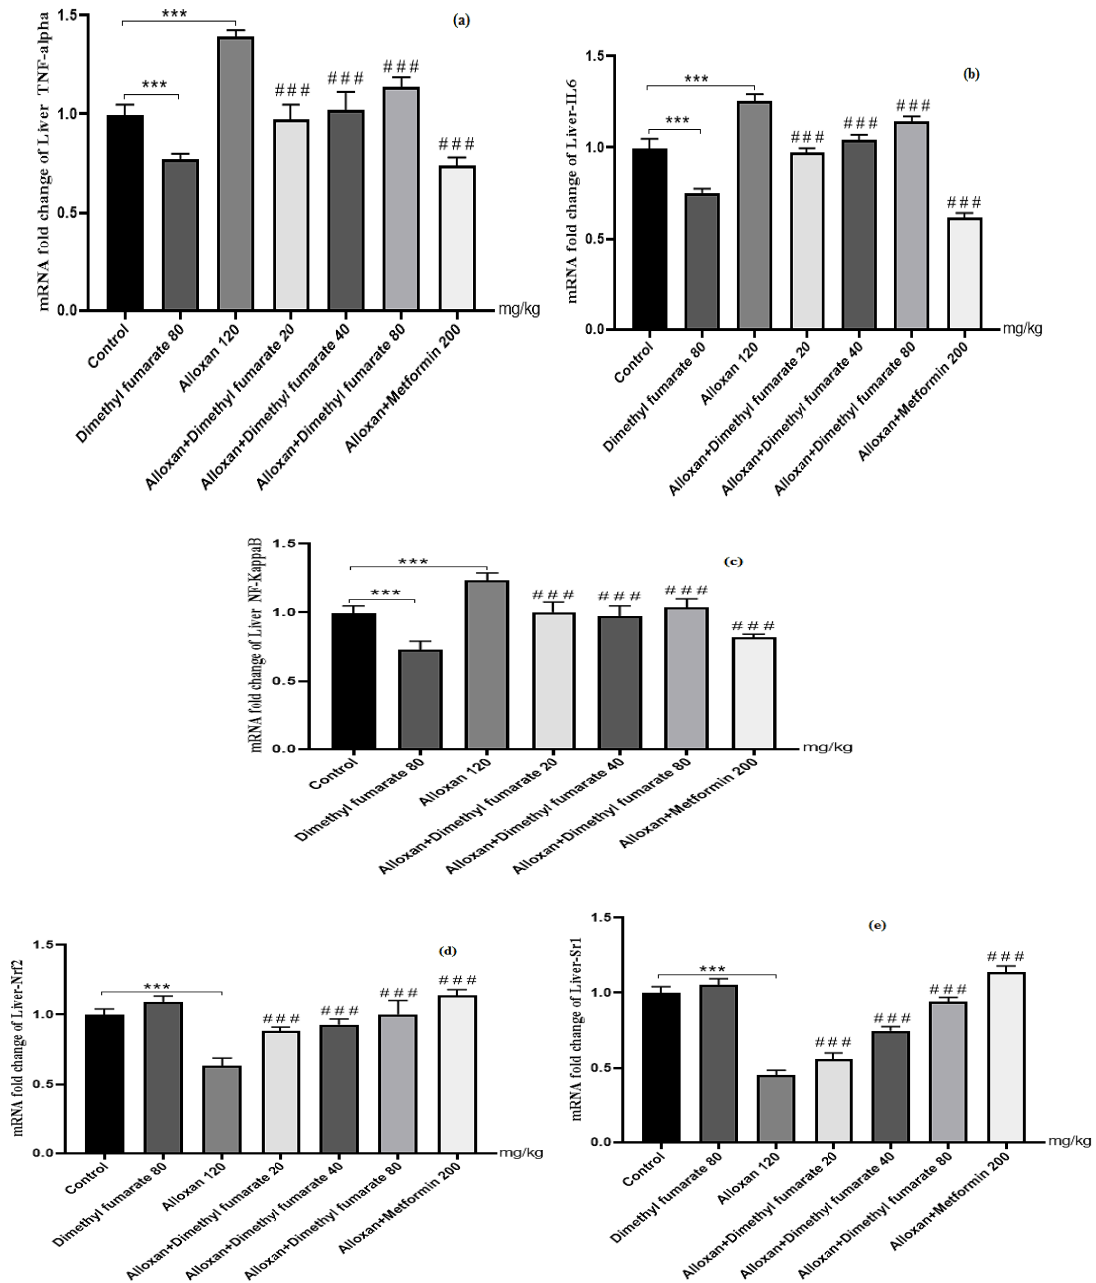 (a)
mRNA fold change of Liver TNF-alpha
1.5
1.0
0.5
0.0
***
***
###
###
###
###
mg/kg
Control
Dimethyl fumarate 80
Alloxan 120
Alloxan+Dimethyl fumarate 20
Alloxan+Dimethyl fumarate 40
Alloxan+Dimethyl fumarate 80
Alloxan+Metformin 200
(b)
mRNA fold change of Liver-IL6
1.5
1.0
0.5
0.0
***
***
###
###
###
###
mg/kg
Control
Dimethyl fumarate 80
Alloxan 120
Alloxan+Dimethyl fumarate 20
Alloxan+Dimethyl fumarate 40
Alloxan+Dimethyl fumarate 80
Alloxan+Metformin 200
(c)
mRNA fold change of Liver NF-KappaB
1.5
1.0
0.5
0.0
***
***
###
###
###
###
mg/kg
Control
Dimethyl fumarate 80
Alloxan 120
Alloxan+Dimethyl fumarate 20
Alloxan+Dimethyl fumarate 40
Alloxan+Dimethyl fumarate 80
Alloxan+Metformin 200
(d)
mRNA fold change of Liver-Nrf2
1.5
1.0
0.5
0.0
***
###
###
###
###
mg/kg
Control
Dimethyl fumarate 80
Alloxan 120
Alloxan+Dimethyl fumarate 20
Alloxan+Dimethyl fumarate 40
Alloxan+Dimethyl fumarate 80
Alloxan+Metformin 200
(e)
mRNA fold change of Liver-Sr1
1.5
1.0
0.5
0.0
***
###
###
###
###
mg/kg
Control
Dimethyl fumarate 80
Alloxan 120
Alloxan+Dimethyl fumarate 20
Alloxan+Dimethyl fumarate 40
Alloxan+Dimethyl fumarate 80
Alloxan+Metformin 200